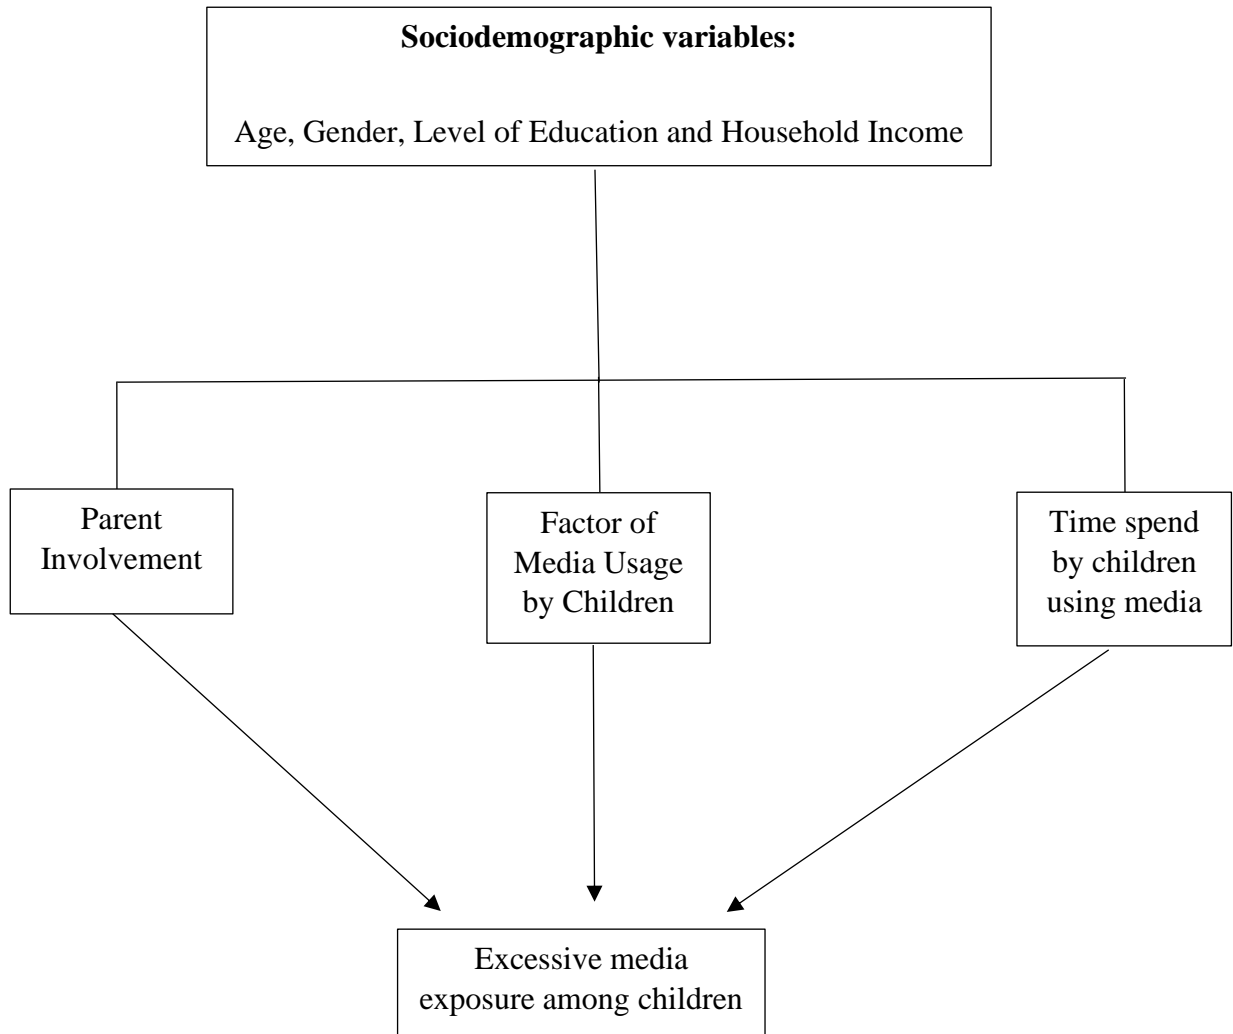 Sociodemographic variables:
Age, Gender, Level of Education and Household Income
Parent
Involvement
Factor of
Media Usage
by Children
Time spend
by children
using media
Excessive media
exposure among children